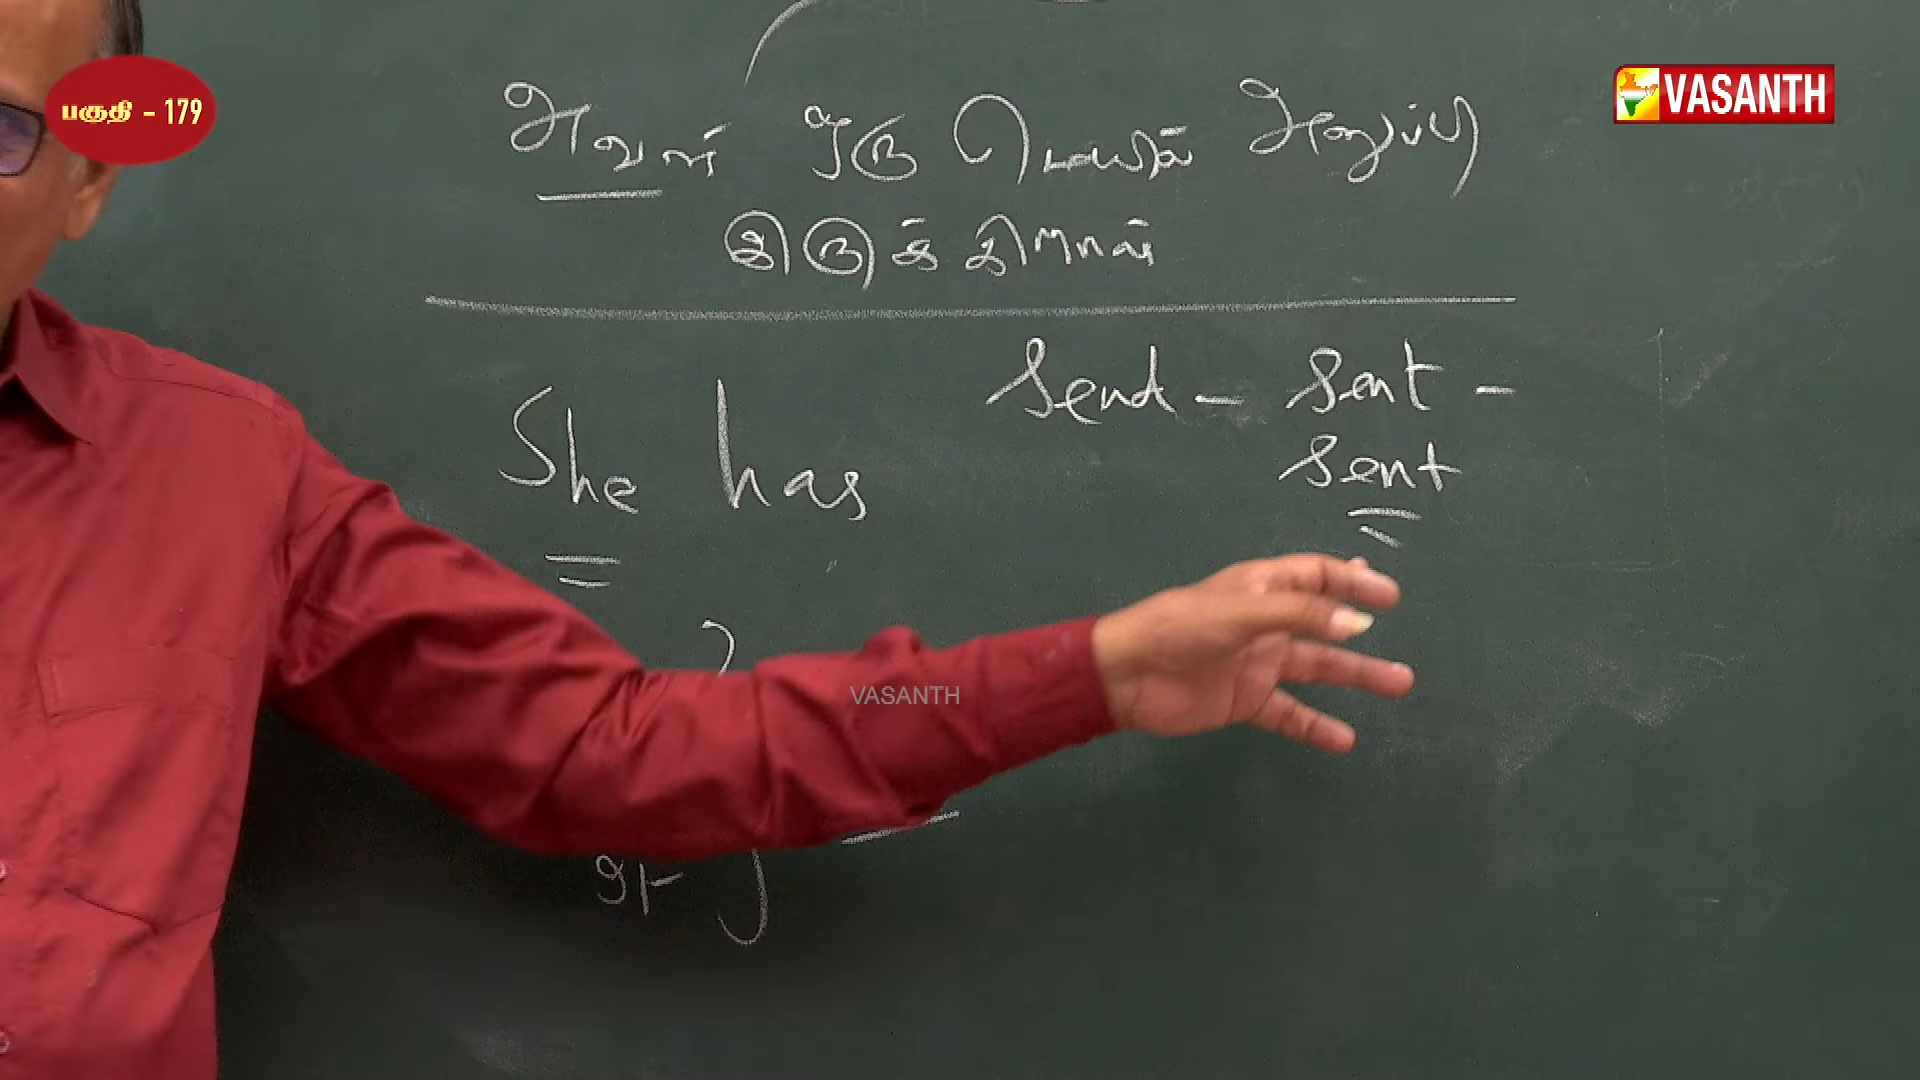 பகுதி - 179
VASANTH
அவள் ஒரு மெயில் அனுப்பி
இருக்கிறாள்
Send - Sent -
Sent
She has
VASANTH